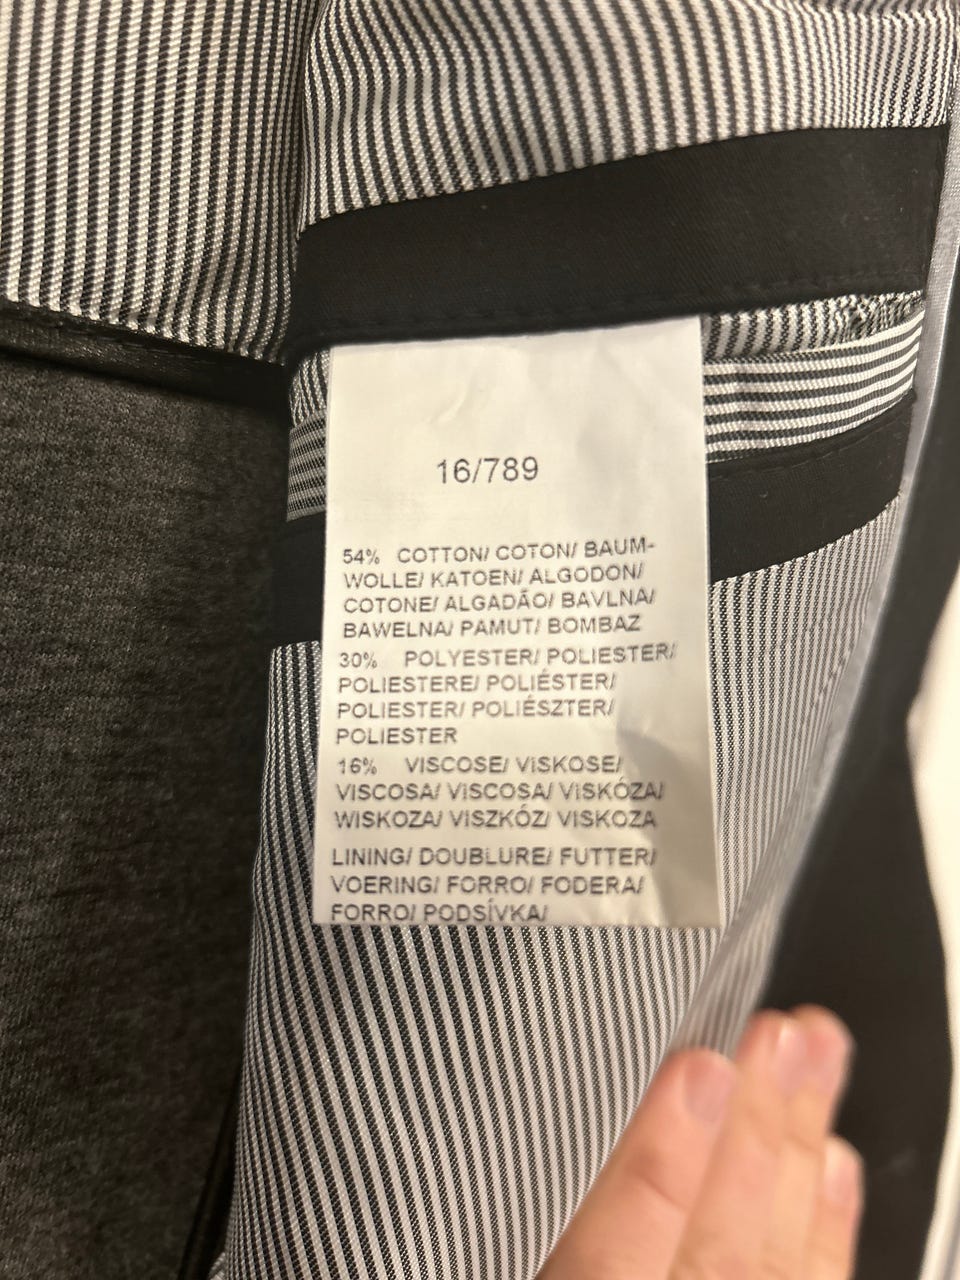 16/789
54% COTTON/ COTON/ BAUM-
WOLLE/ KATOEN/ ALGODON/
COTONE/ ALGADÃO/ BAVLNA/
BAWELNA/ PAMUT/ BOMBAZ
30% POLYESTER/ POLIESTER/
POLIESTERE/ POLIÉSTER/
POLIESTER/ POLIÉSZTER/
POLIESTER
16% VISCOSE/ VISKOSE/
VISCOSA/ VISCOSA/ VISKÓZA/
WISKOZA/ VISZKÓZ/ VISKOZA
LINING/ DOUBLURE/ FUTTER/
VOERING/ FORRO/ FODERA/
FORRO/ PODSÍVKA/